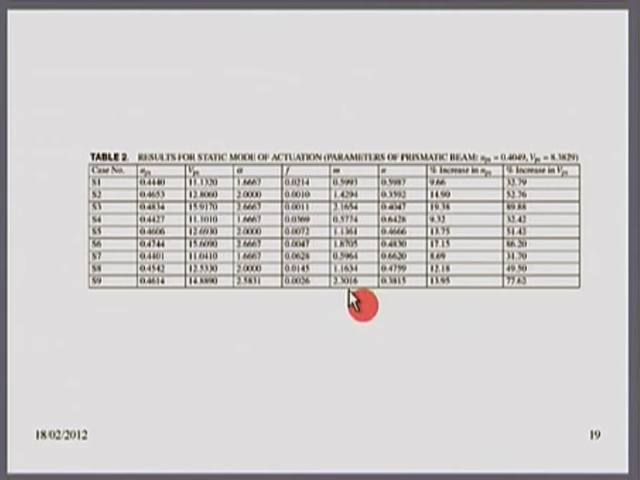 TABLE 2. RESULTS FOR STATIC MODE OF ACTUATION (PARAMETERS OF PRISMATIC BEAM: u_ps = 0.4049, V_ps = 8.3829)
Case No. u_ps V_ps α f m n % Increase in u_ps % Increase in V_ps
S1 0.4440 11.1320 1.6667 0.0214 0.5993 0.5987 9.66 32.79
S2 0.4653 12.8060 2.0000 0.0010 1.4294 0.3592 14.90 52.76
S3 0.4834 15.9170 2.6667 0.0011 2.1654 0.4047 19.38 89.88
S4 0.4427 11.1010 1.6667 0.0369 0.5774 0.6428 9.32 32.42
S5 0.4606 12.6930 2.0000 0.0072 1.1361 0.4666 13.75 51.42
S6 0.4744 15.6090 2.6667 0.0047 1.8705 0.4830 17.15 86.20
S7 0.4401 11.0410 1.6667 0.0628 0.5964 0.6620 8.69 31.70
S8 0.4542 12.5330 2.0000 0.0145 1.1634 0.4759 12.18 49.50
S9 0.4614 14.8890 2.5831 0.0026 2.3016 0.3815 13.95 77.62
18/02/2012
19